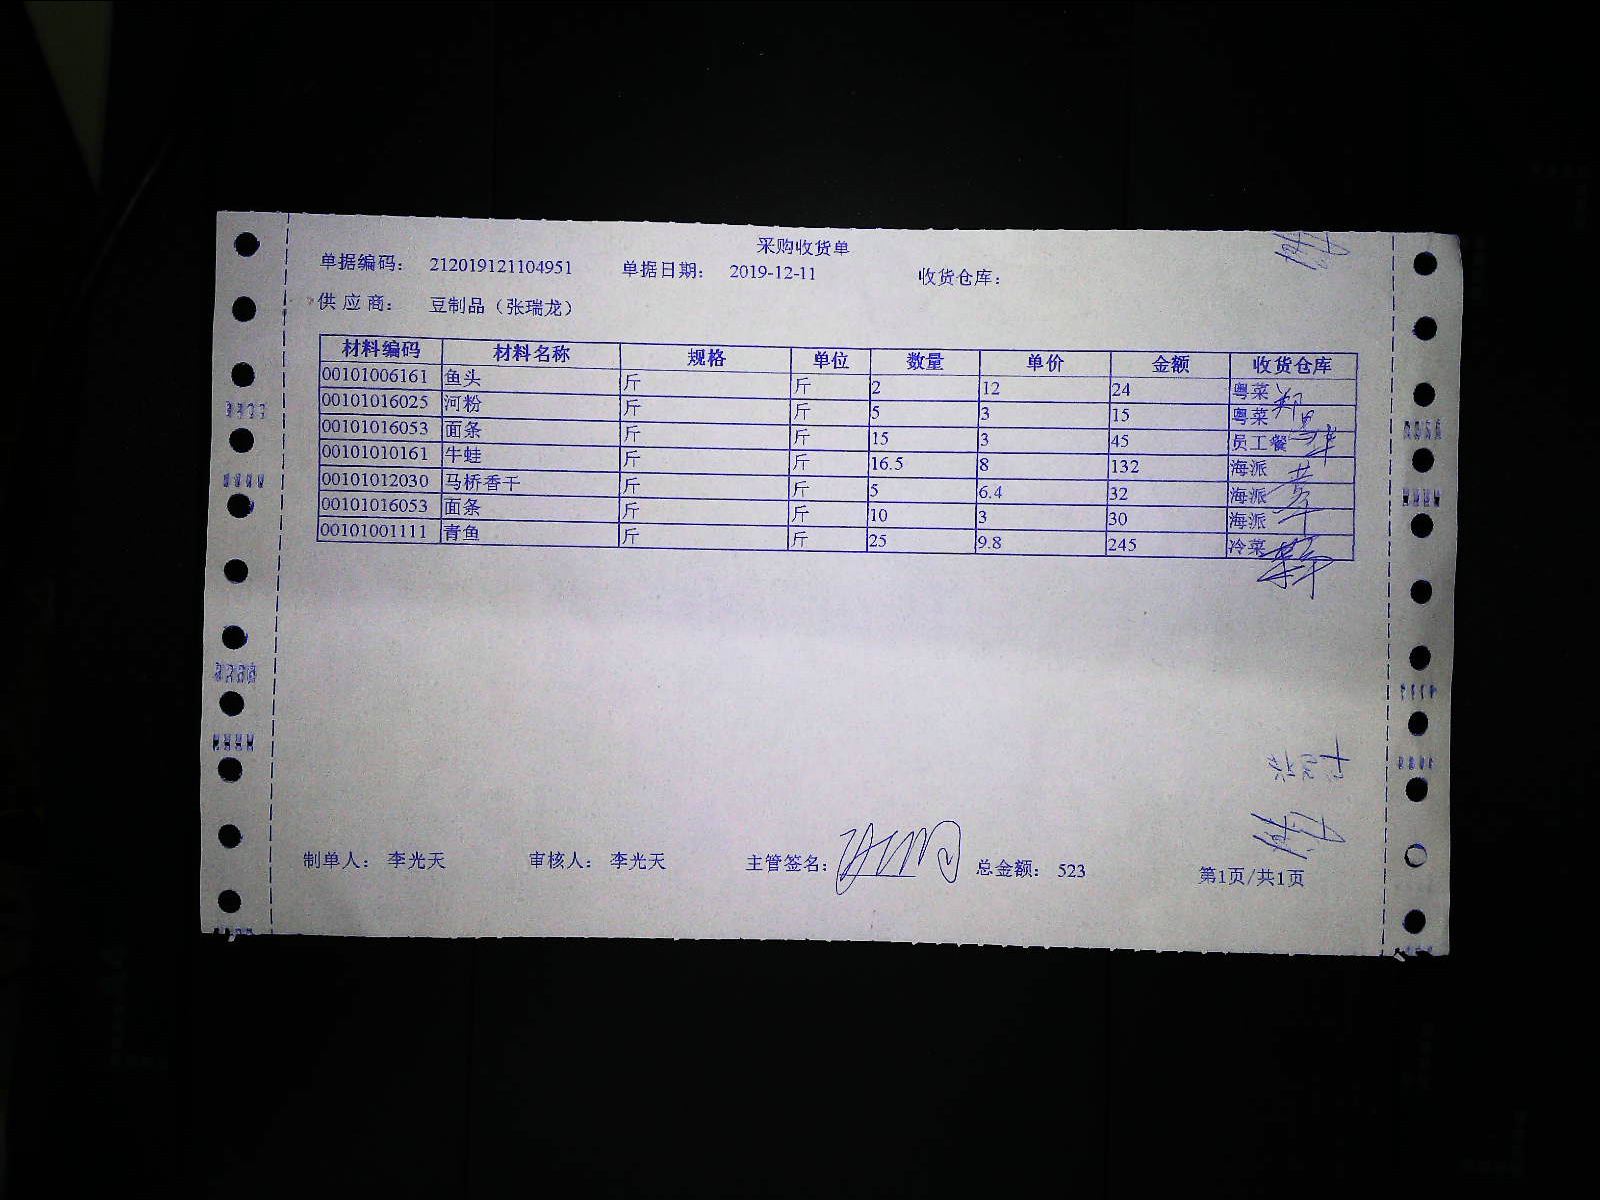 采购收货单
单据编码： 212019121104951 单据日期： 2019-12-11 收货仓库：
供 应 商： 豆制品（张瑞龙）
材料编码 材料名称 规格 单位 数量 单价 金额 收货仓库
00101006161 鱼头 斤 斤 2 12 24 粤菜
00101016025 河粉 斤 斤 5 3 15 粤菜
00101016053 面条 斤 斤 15 3 45 员工餐
00101010161 牛蛙 斤 斤 16.5 8 132 海派
00101012030 马桥香干 斤 斤 5 6.4 32 海派
00101016053 面条 斤 斤 10 3 30 海派
00101001111 青鱼 斤 斤 25 9.8 245 冷菜
制单人： 李光天 审核人： 李光天 主管签名： 总金额： 523 第1页/共1页